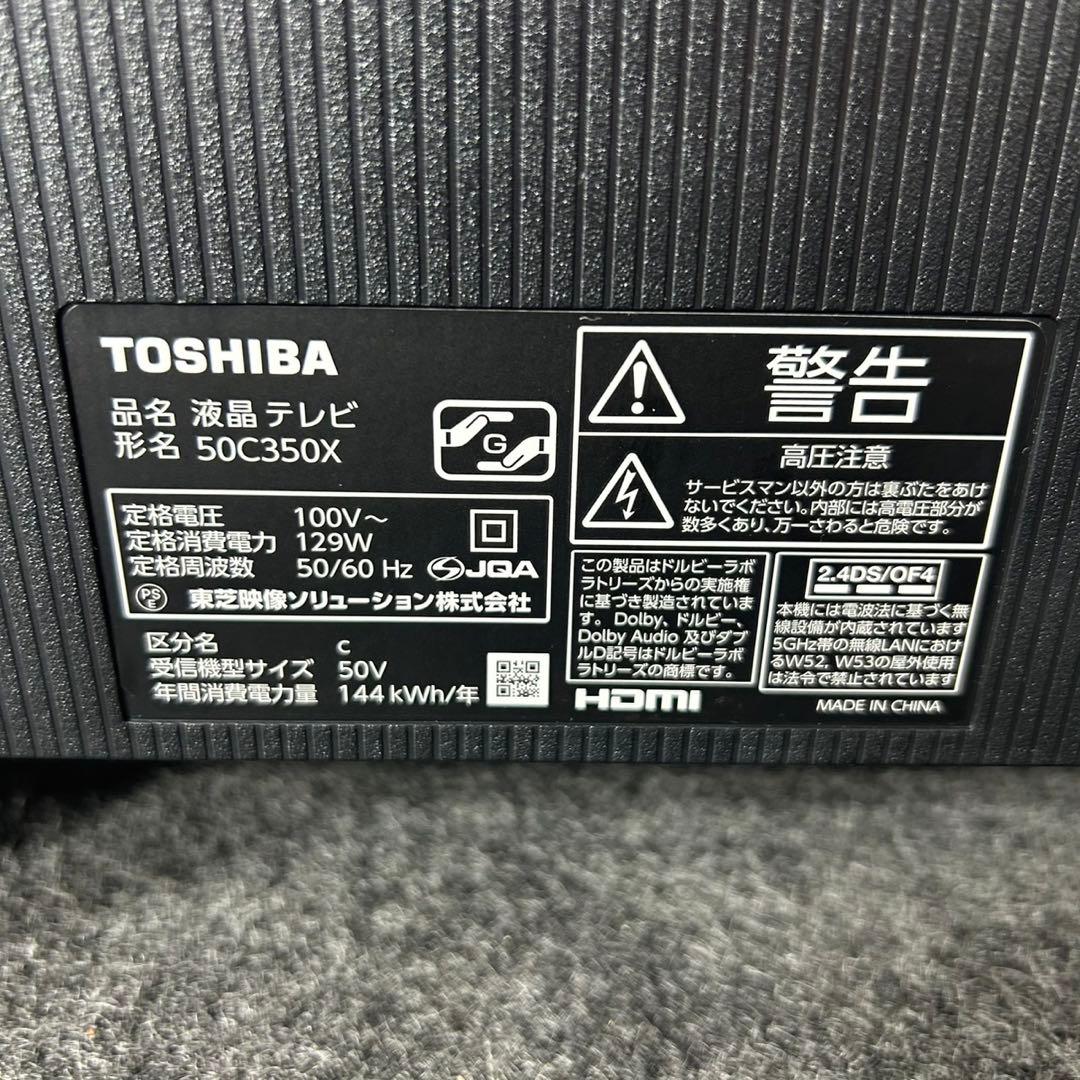 TOSHIBA
品名 液晶テレビ
形名 50C350X
G
定格電圧 100V～
定格消費電力 129W
定格周波数 50/60 Hz
JQA
PS
E
東芝映像ソリューション株式会社
区分名 c
受信機型サイズ 50V
年間消費電力量 144kWh/年
警告
高圧注意
サービスマン以外の方は裏ぶたをあけ
ないでください。内部には高電圧部分が
数多くあり、万一さわると危険です。
この製品はドルビーラボ
ラトリーズからの実施権
に基づき製造されていま
す。Dolby、ドルビー、
Dolby Audio 及びダブ
ルD記号はドルビーラボ
ラトリーズの商標です。
HDMI
2.4DS/OF4
本機には電波法に基づく無
線設備が内蔵されています
5GHz帯の無線LANにおけ
るW52, W53の屋外使用
は法令で禁止されています
MADE IN CHINA